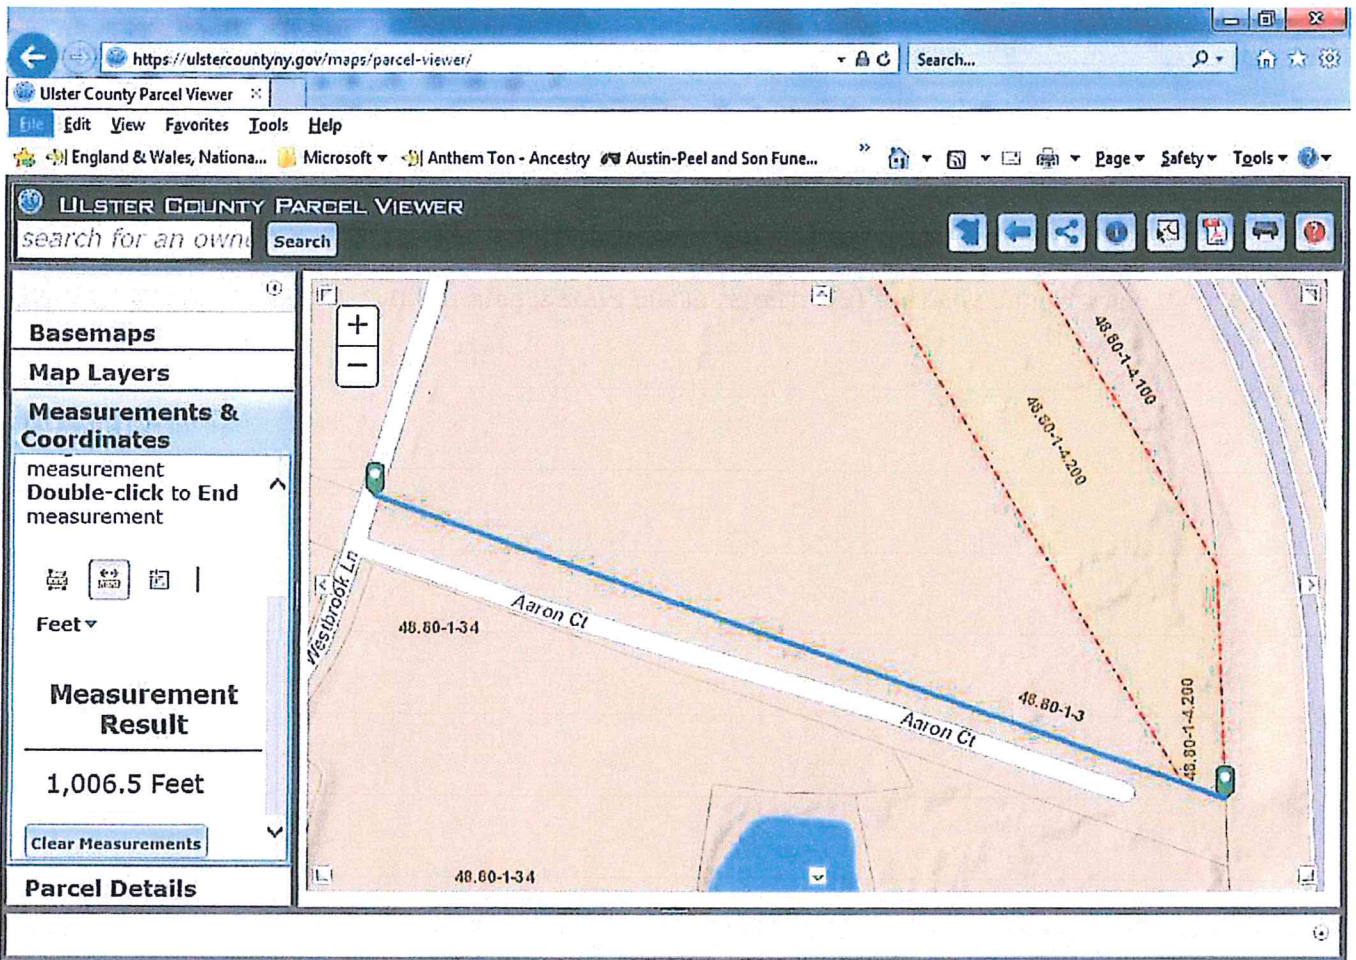 https://ulstercountyny.gov/maps/parcel-viewer/
Search...
Ulster County Parcel Viewer
File Edit View Favorites Tools Help
England & Wales, Nationa... Microsoft Anthem Ton - Ancestry Austin-Peel and Son Fune... » Page Safety Tools
ULSTER COUNTY PARCEL VIEWER
search for an own
Search
Basemaps
Map Layers
Measurements &
Coordinates
measurement
Double-click to End
measurement
Feet
Measurement
Result
1,006.5 Feet
Clear Measurements
Parcel Details
+
−
48.80-1-4.100
48.80-1-4.200
Westbrook Ln
Aaron Ct
48.80-1-34
48.80-1-3
Aaron Ct
48.80-1-4.200
48.80-1-34